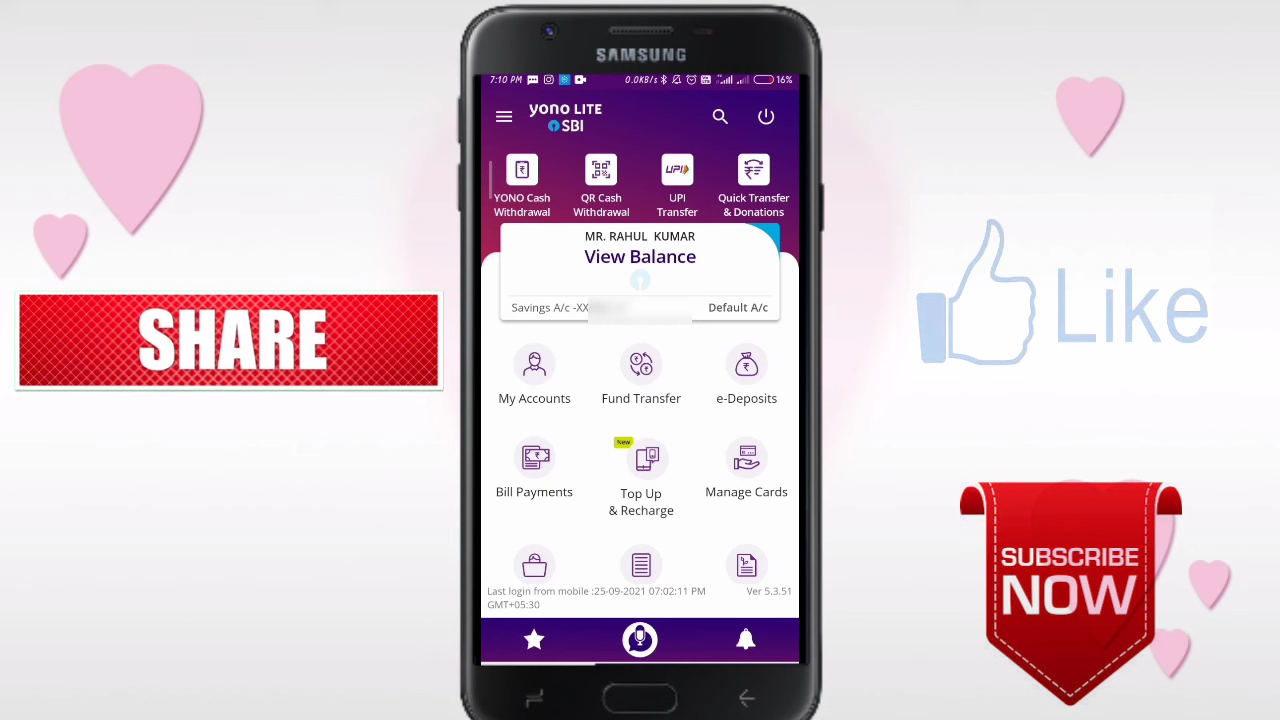 SAMSUNG
7:10 PM
0.0KB/s
16%
yono LITE
SBI
YONO Cash
Withdrawal
QR Cash
Withdrawal
UPI
UPI
Transfer
Quick Transfer
& Donations
MR. RAHUL KUMAR
View Balance
Savings A/c -XX
Default A/c
My Accounts
Fund Transfer
e-Deposits
Bill Payments
New
Top Up
& Recharge
Manage Cards
Last login from mobile :25-09-2021 07:02:11 PM
GMT+05:30
Ver 5.3.51
SHARE
Like
SUBSCRIBE
NOW